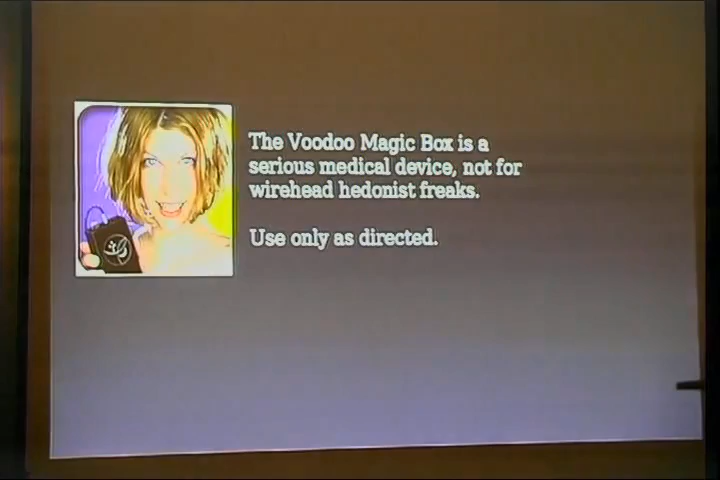 The Voodoo Magic Box is a
serious medical device, not for
wirehead hedonist freaks.
Use only as directed.